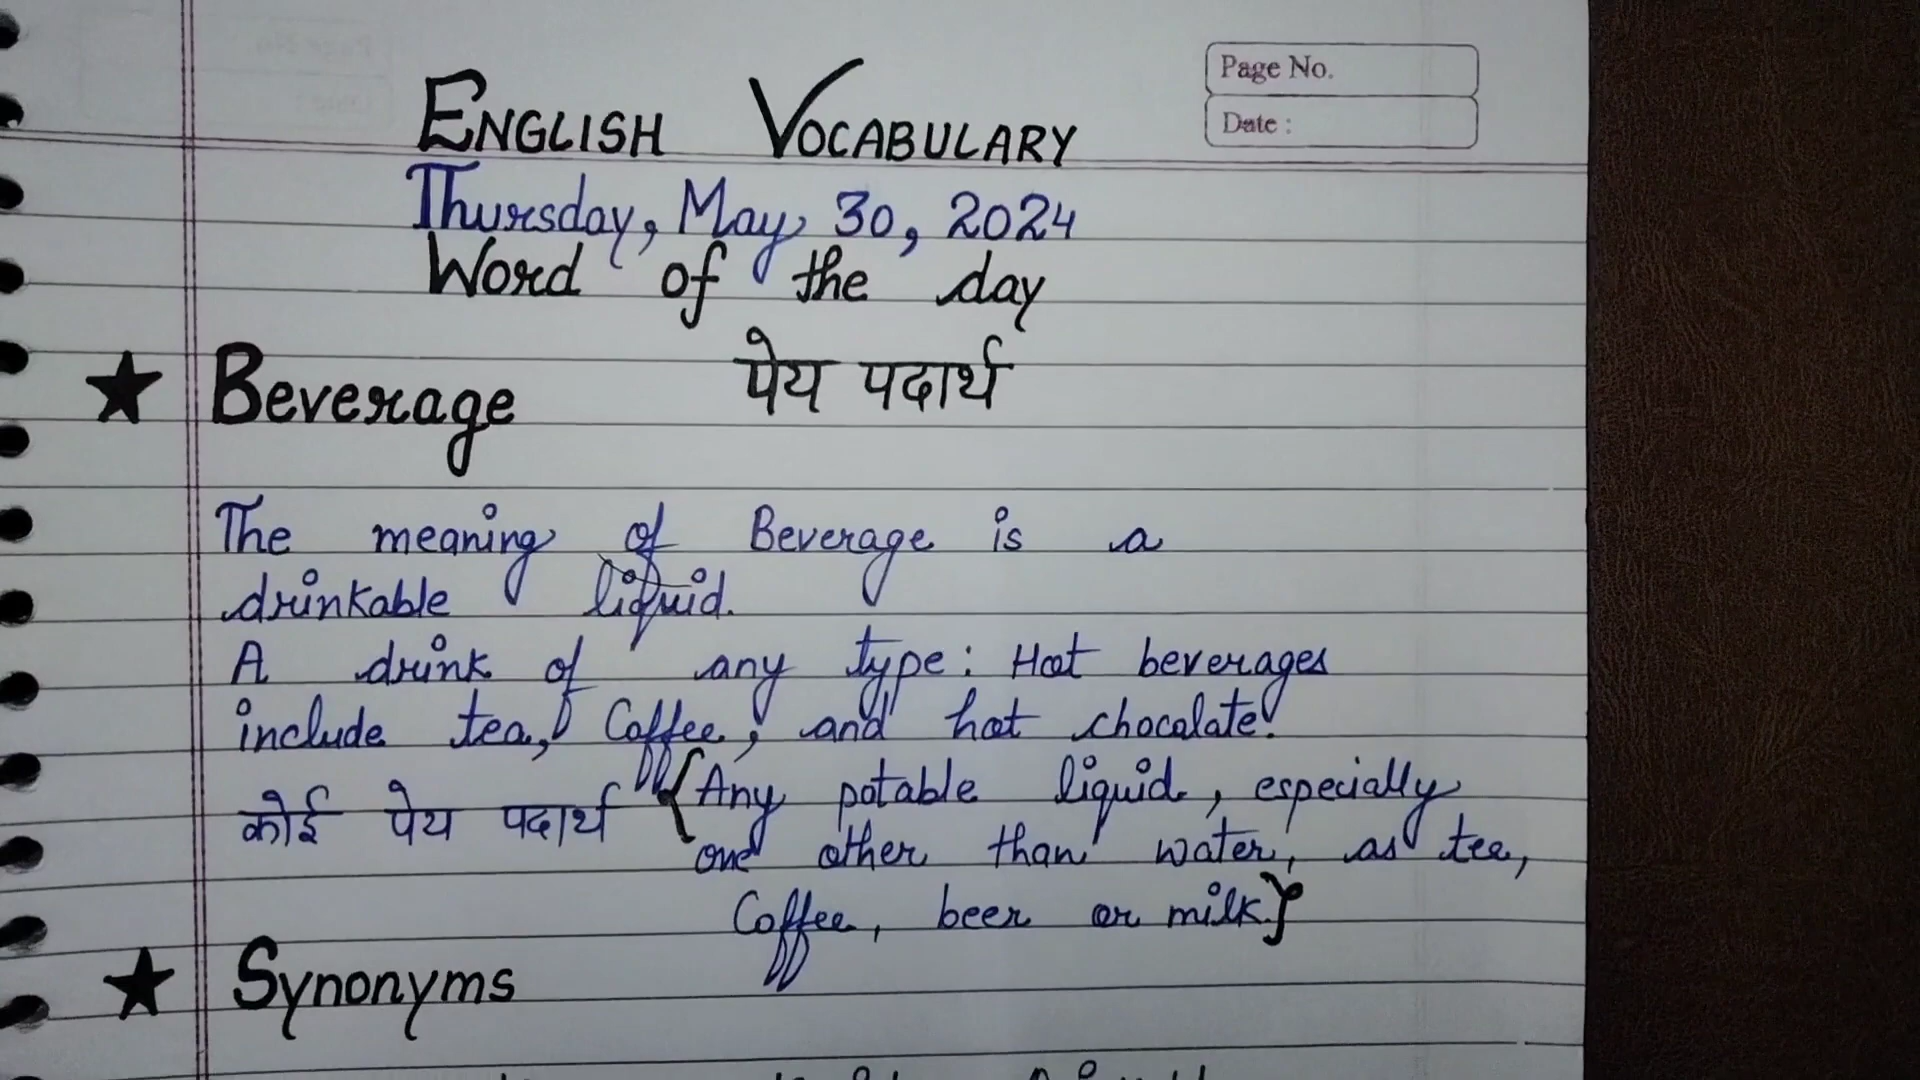 Page No.
Date :
ENGLISH VOCABULARY
Thursday, May 30, 2024
Word of the day
★ Beverage पेय पदार्थ
The meaning of Beverage is a
drinkable liquid.
A drink of any type: Hot beverages
include tea, Coffee, and hot chocolate.
कोई पेय पदार्थ {Any potable liquid, especially
one other than water, as tea,
Coffee, beer or milk.}
★ Synonyms